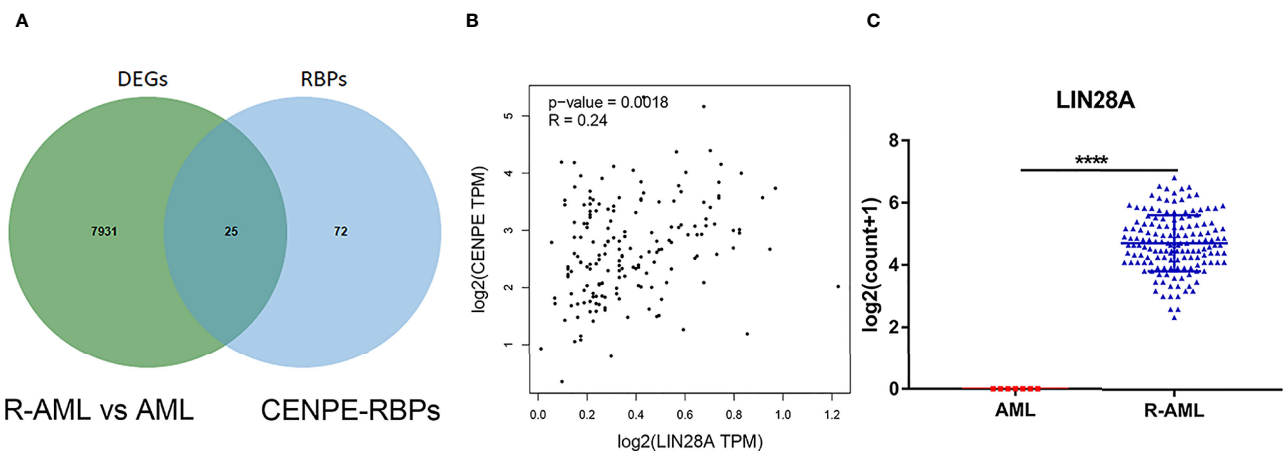 A
DEGs
RBPs
7931
25
72
R-AML vs AML
CENPE-RBPs
B
p-value = 0.0018
R = 0.24
log2(CENPE TPM)
5
4
3
2
1
0.0 0.2 0.4 0.6 0.8 1.0 1.2
log2(LIN28A TPM)
C
LIN28A
****
log2(count+1)
8
6
4
2
0
AML
R-AML